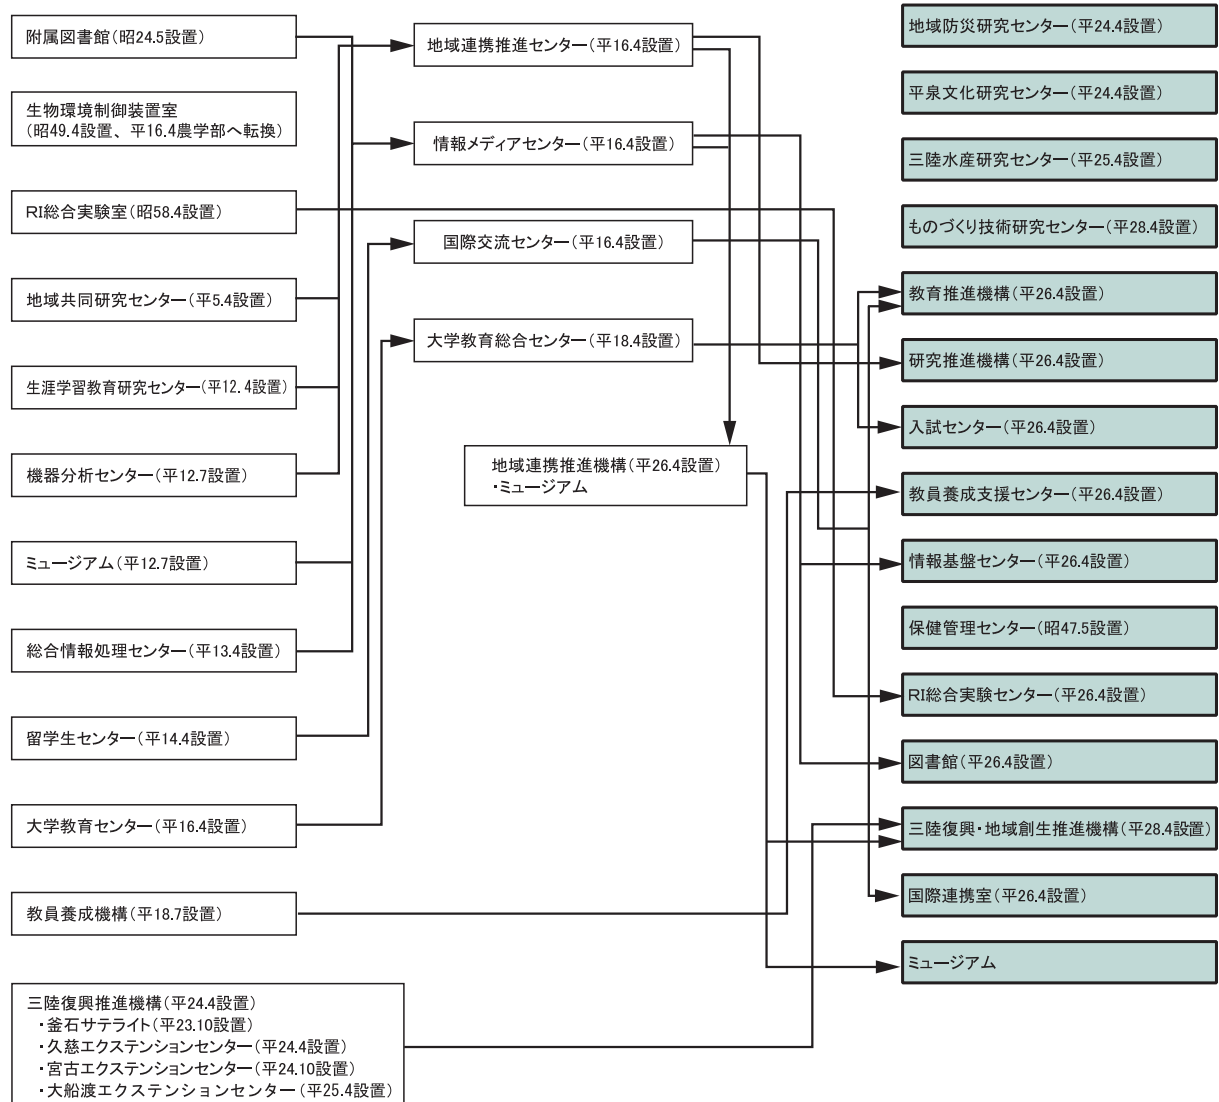 附属図書館(昭24.5設置)
生物環境制御装置室
(昭49.4設置、平16.4農学部へ転換)
RI総合実験室(昭58.4設置)
地域共同研究センター(平5.4設置)
生涯学習教育研究センター(平12.4設置)
機器分析センター(平12.7設置)
ミュージアム(平12.7設置)
総合情報処理センター(平13.4設置)
留学生センター(平14.4設置)
大学教育センター(平16.4設置)
教員養成機構(平18.7設置)
三陸復興推進機構(平24.4設置)
・釜石サテライト(平23.10設置)
・久慈エクステンションセンター(平24.4設置)
・宮古エクステンションセンター(平24.10設置)
・大船渡エクステンションセンター(平25.4設置)
地域連携推進センター(平16.4設置)
情報メディアセンター(平16.4設置)
国際交流センター(平16.4設置)
大学教育総合センター(平18.4設置)
地域連携推進機構(平26.4設置)
・ミュージアム
地域防災研究センター(平24.4設置)
平泉文化研究センター(平24.4設置)
三陸水産研究センター(平25.4設置)
ものづくり技術研究センター(平28.4設置)
教育推進機構(平26.4設置)
研究推進機構(平26.4設置)
入試センター(平26.4設置)
教員養成支援センター(平26.4設置)
情報基盤センター(平26.4設置)
保健管理センター(昭47.5設置)
RI総合実験センター(平26.4設置)
図書館(平26.4設置)
三陸復興・地域創生推進機構(平28.4設置)
国際連携室(平26.4設置)
ミュージアム